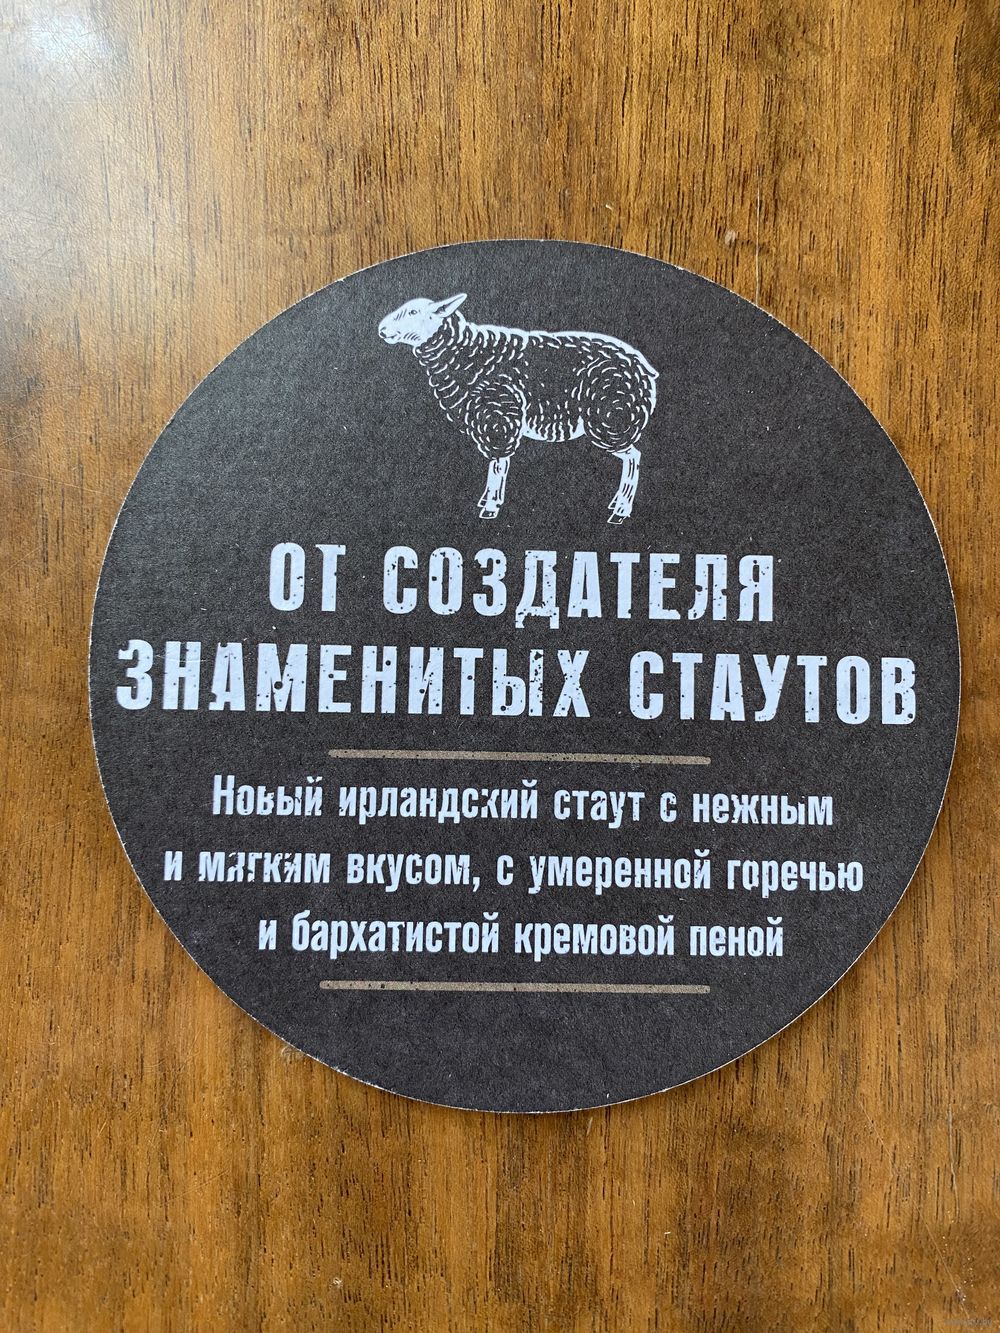 ОТ СОЗДАТЕЛЯ
ЗНАМЕНИТЫХ СТАУТОВ
Новый ирландский стаут с нежным
и мягким вкусом, с умеренной горечью
и бархатистой кремовой пеной